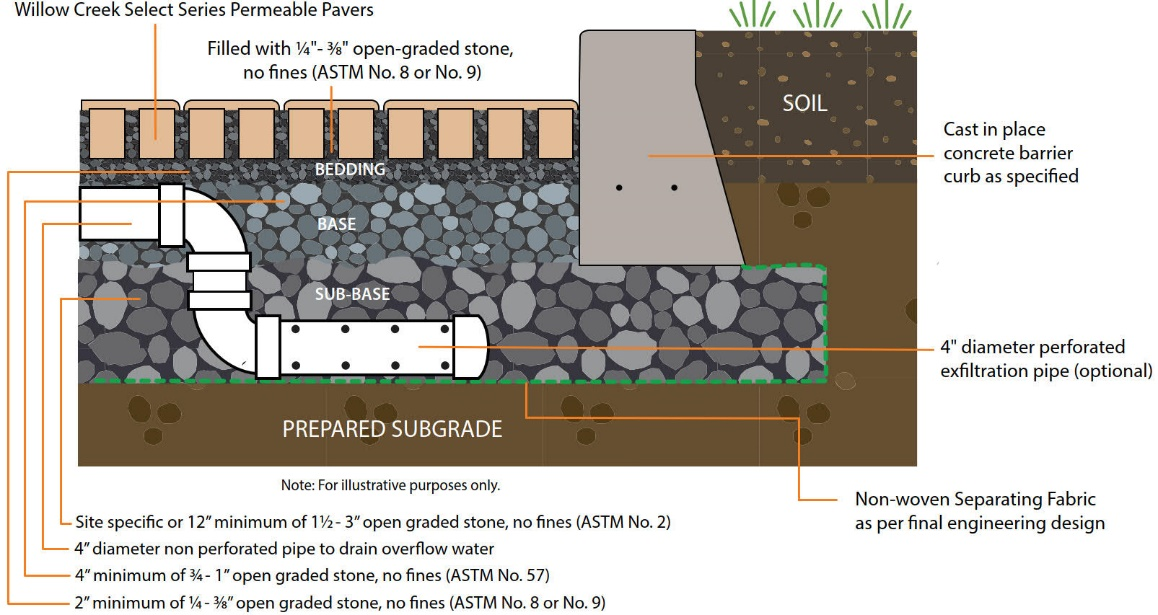 Willow Creek Select Series Permeable Pavers
Filled with ¼"- ⅜" open-graded stone,
no fines (ASTM No. 8 or No. 9)
SOIL
Cast in place
concrete barrier
curb as specified
BEDDING
BASE
SUB-BASE
4" diameter perforated
exfiltration pipe (optional)
PREPARED SUBGRADE
Note: For illustrative purposes only.
Non-woven Separating Fabric
as per final engineering design
Site specific or 12” minimum of 1½ - 3” open graded stone, no fines (ASTM No. 2)
4” diameter non perforated pipe to drain overflow water
4” minimum of ¾ - 1” open graded stone, no fines (ASTM No. 57)
2” minimum of ¼ - ⅜” open graded stone, no fines (ASTM No. 8 or No. 9)